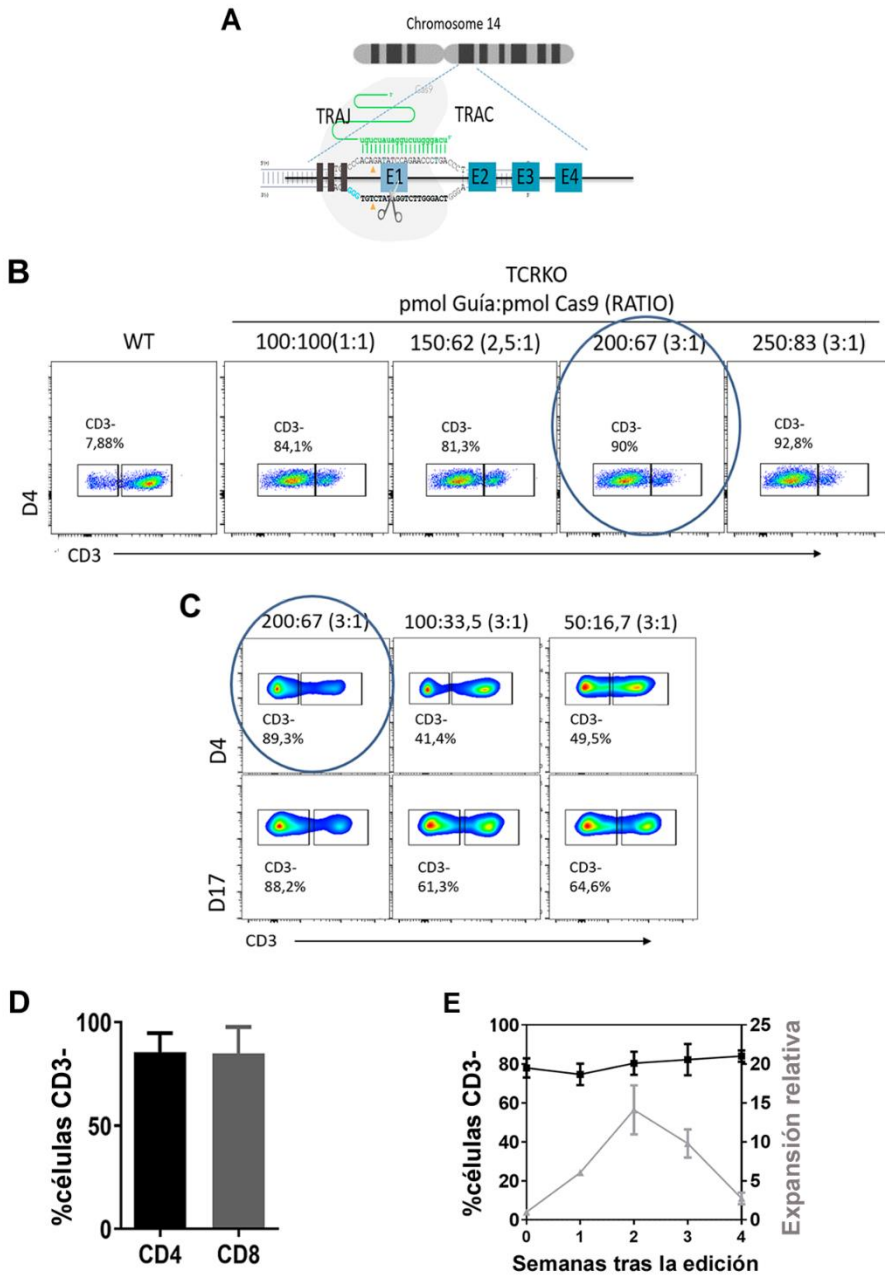 A
Chromosome 14
Cas9
TRAJ
TRAC
ugucuauaggucuugggacu
ACAGATATCCAGAACCCTGA
E1
E2
E3
E4
TGTCTATAGGTCTTGGGACT
B
TCRKO
pmol Guía:pmol Cas9 (RATIO)
WT
100:100(1:1)
150:62 (2,5:1)
200:67 (3:1)
250:83 (3:1)
CD3-
7,88%
CD3-
84,1%
CD3-
81,3%
CD3-
90%
CD3-
92,8%
D4
CD3
C
200:67 (3:1)
100:33,5 (3:1)
50:16,7 (3:1)
D4
CD3-
89,3%
CD3-
41,4%
CD3-
49,5%
D17
CD3-
88,2%
CD3-
61,3%
CD3-
64,6%
CD3
D
%células CD3-
100
50
0
CD4
CD8
E
%células CD3-
100
80
60
40
20
0
25
20
15
10
5
0
Expansión relativa
0 1 2 3 4
Semanas tras la edición